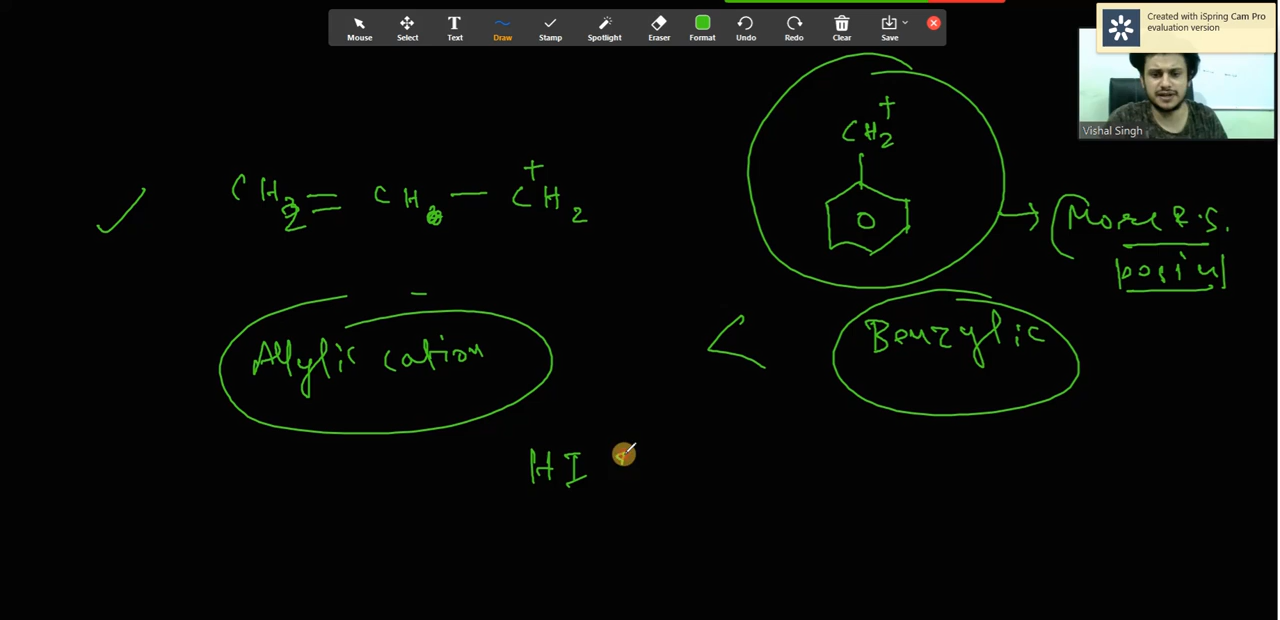 Mouse Select Text Draw Stamp Spotlight Eraser Format Undo Redo Clear Save
Created with iSpring Cam Pro
evaluation version
Vishal Singh
CH2 = CH — CH2
+
CH2
+
More R.S.
Allylic cation < Benzylic
HI